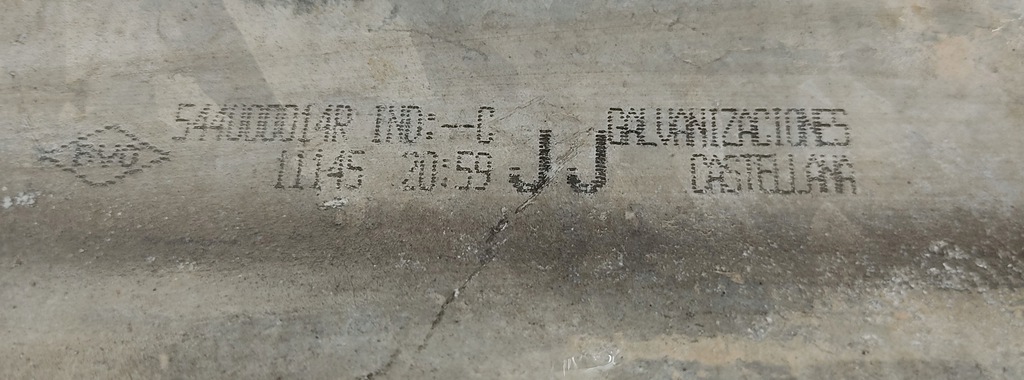 544000014R IND:--C
11145 20:59
JJ
GALVANIZACIONES
CASTELLANA